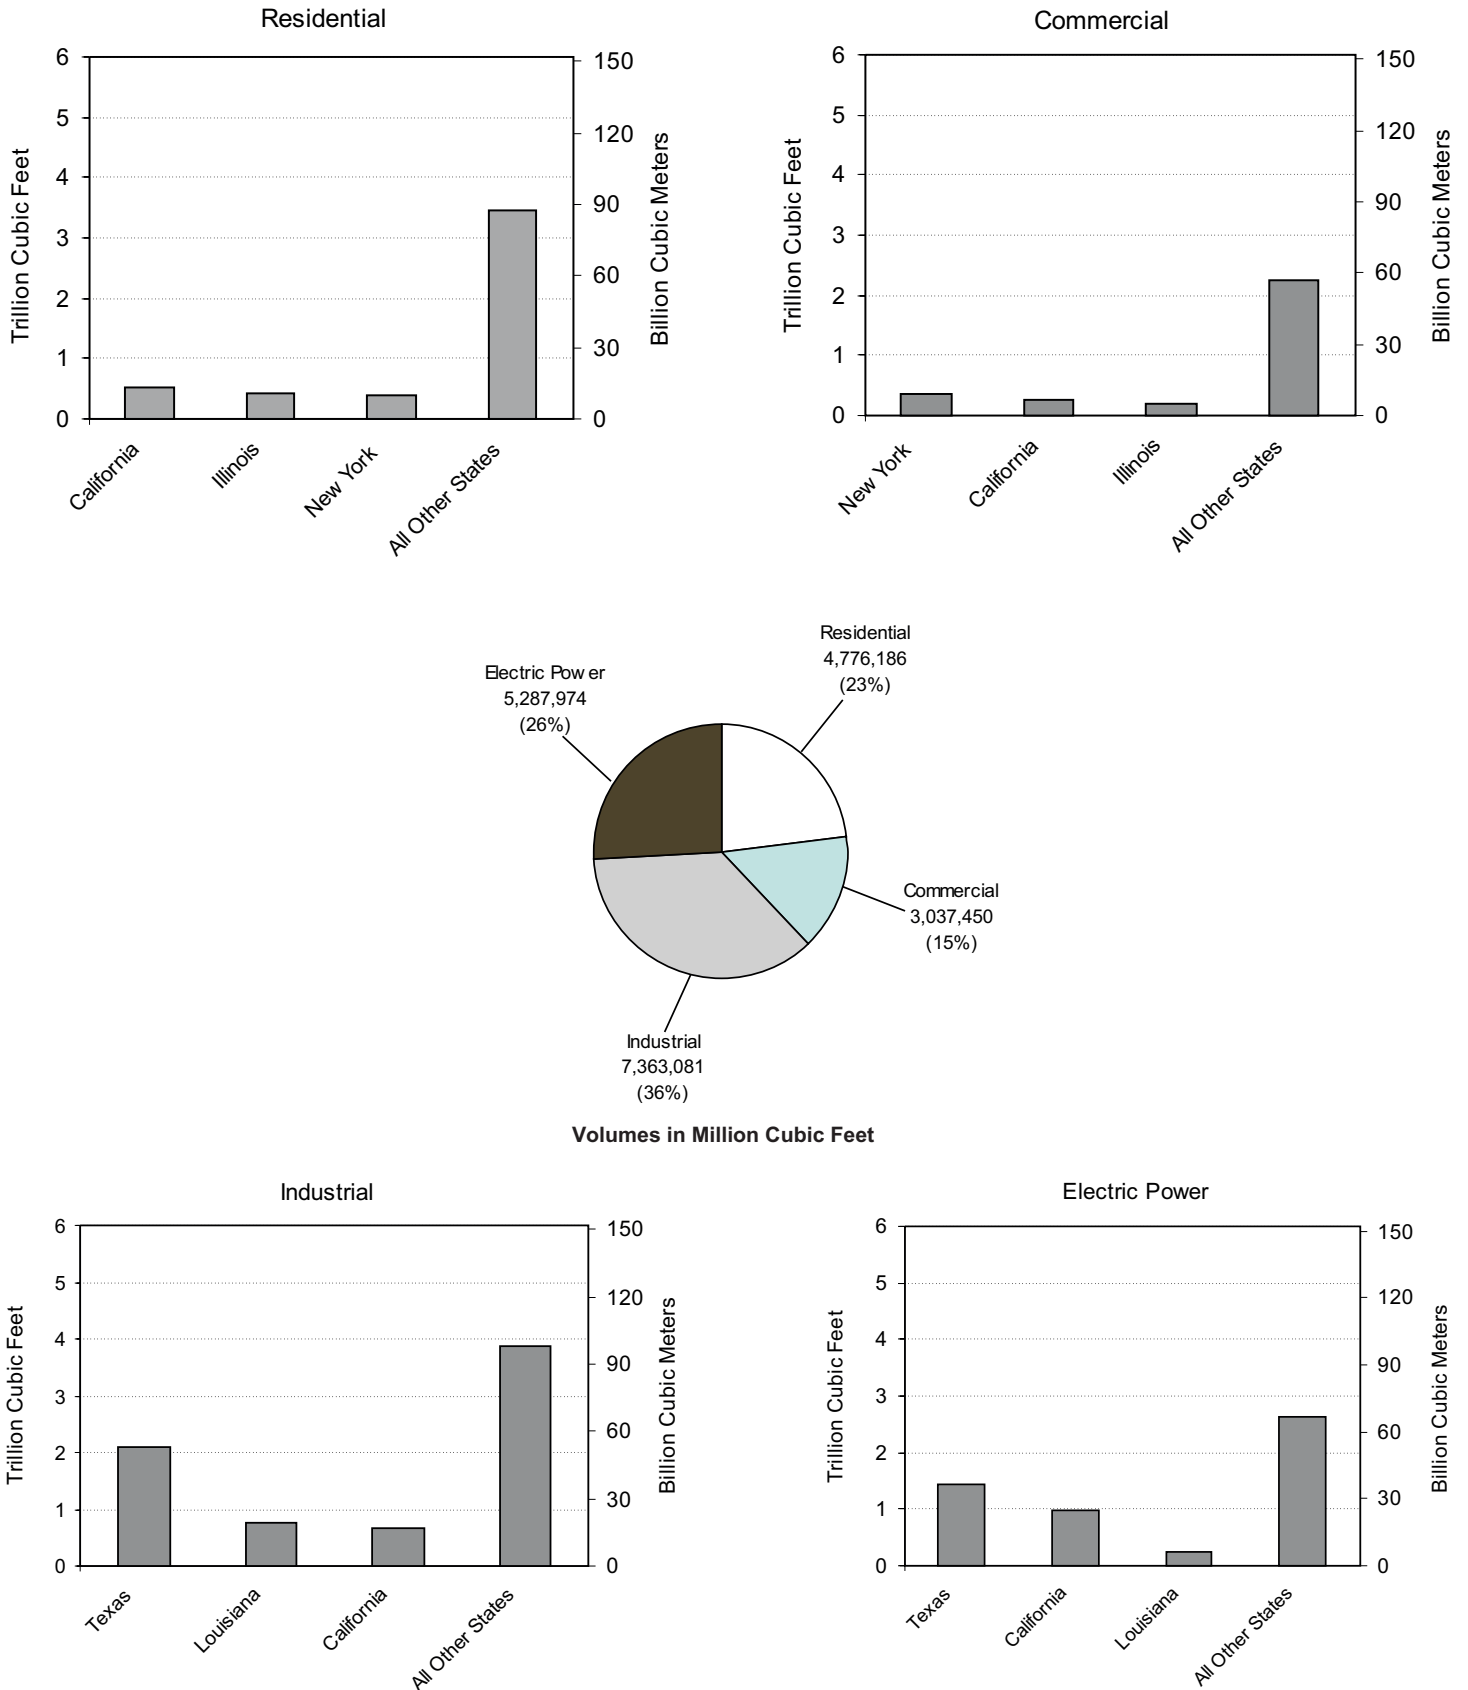 Residential
6
5
4
3
2
1
0
Trillion Cubic Feet
150
120
90
60
30
0
Billion Cubic Meters
California
Illinois
New York
All Other States
Commercial
6
5
4
3
2
1
0
Trillion Cubic Feet
150
120
90
60
30
0
Billion Cubic Meters
New York
California
Illinois
All Other States
Residential
4,776,186
(23%)
Electric Power
5,287,974
(26%)
Commercial
3,037,450
(15%)
Industrial
7,363,081
(36%)
Volumes in Million Cubic Feet
Industrial
6
5
4
3
2
1
0
Trillion Cubic Feet
150
120
90
60
30
0
Billion Cubic Meters
Texas
Louisiana
California
All Other States
Electric Power
6
5
4
3
2
1
0
Trillion Cubic Feet
150
120
90
60
30
0
Billion Cubic Meters
Texas
California
Louisiana
All Other States